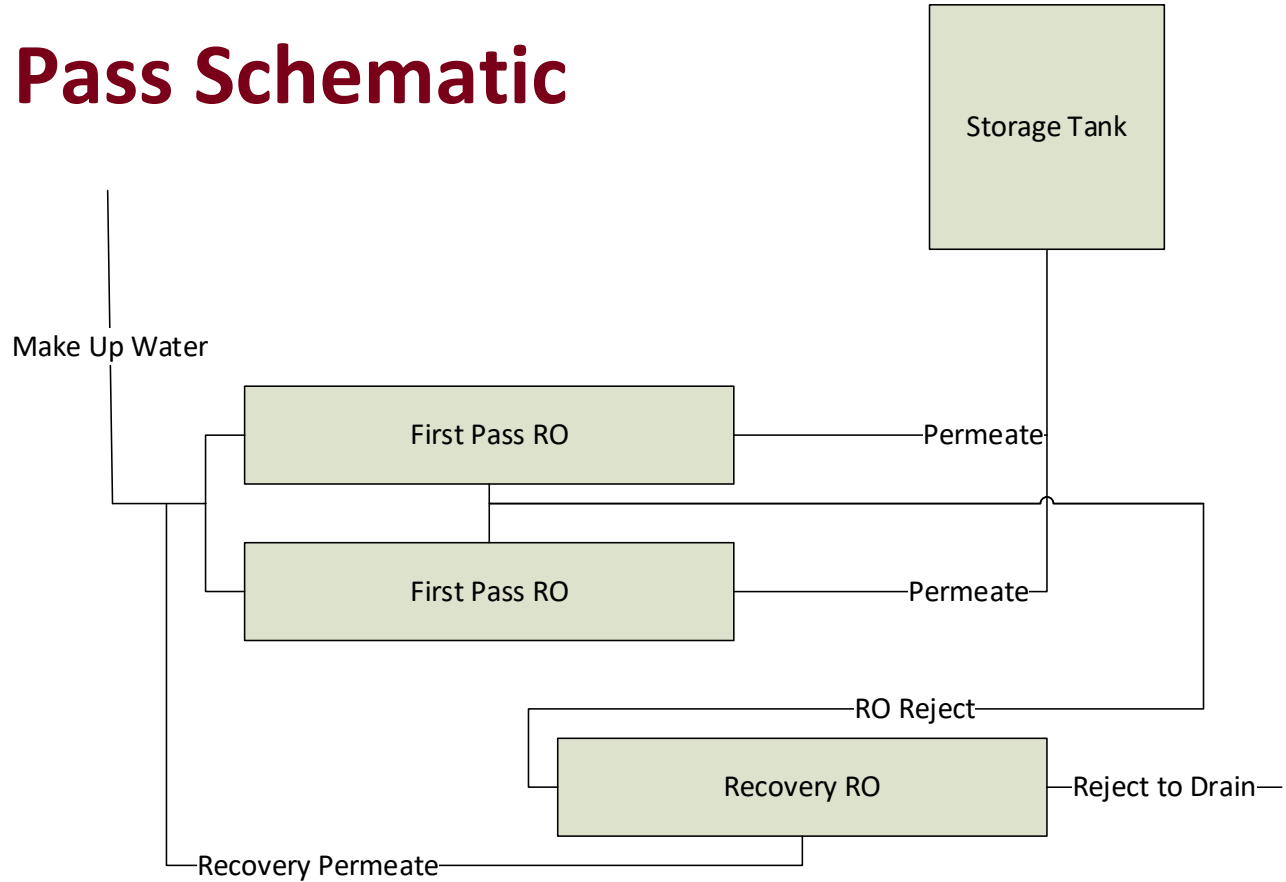 Pass Schematic
Storage Tank
Make Up Water
First Pass RO
Permeate
First Pass RO
Permeate
RO Reject
Recovery RO
Reject to Drain
Recovery Permeate